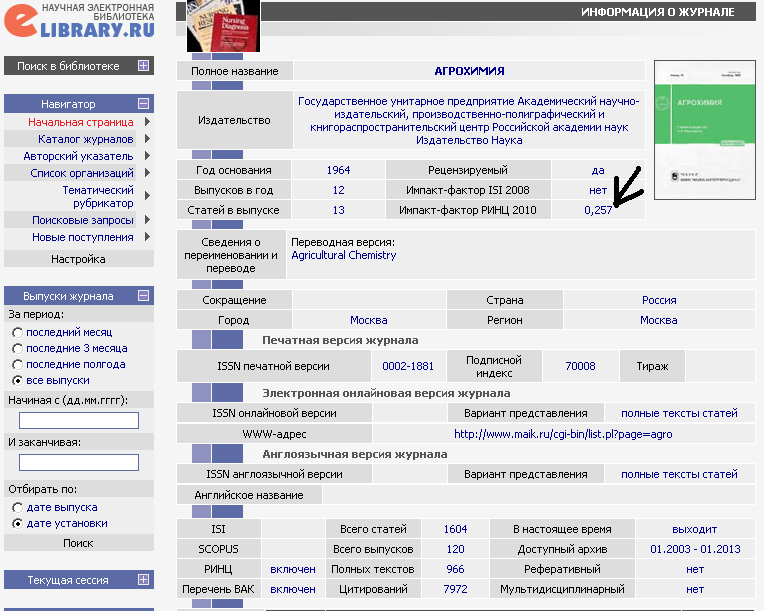 НАУЧНАЯ ЭЛЕКТРОННАЯ
БИБЛИОТЕКА
eLIBRARY.RU
Поиск в библиотеке
Навигатор
Начальная страница
Каталог журналов
Авторский указатель
Список организаций
Тематический
рубрикатор
Поисковые запросы
Новые поступления
Настройка
Выпуски журнала
За период:
последний месяц
последние 3 месяца
последние полгода
все выпуски
Начиная с (дд.мм.гггг):
И заканчивая:
Отбирать по:
дате выпуска
дате установки
Поиск
Текущая сессия
ИНФОРМАЦИЯ О ЖУРНАЛЕ
Nursing
Diagnosis
Полное название АГРОХИМИЯ
Издательство
Государственное унитарное предприятие Академический научно-
издательский, производственно-полиграфический и
книгораспространительский центр Российской академии наук
Издательство Наука
АГРОХИМИЯ
Год основания 1964 Рецензируемый да
Выпусков в год 12 Импакт-фактор ISI 2008 нет
Статей в выпуске 13 Импакт-фактор РИНЦ 2010 0,257
Сведения о
переименовании и
переводе
Переводная версия:
Agricultural Chemistry
Сокращение Страна Россия
Город Москва Регион Москва
Печатная версия журнала
ISSN печатной версии 0002-1881 Подписной
индекс 70008 Тираж
Электронная онлайновая версия журнала
ISSN онлайновой версии Вариант представления полные тексты статей
WWW-адрес http://www.maik.ru/cgi-bin/list.pl?page=agro
Англоязычная версия журнала
ISSN англоязычной версии Вариант представления полные тексты статей
Английское название
ISI Всего статей 1604 В настоящее время выходит
SCOPUS Всего выпусков 120 Доступный архив 01.2003 - 01.2013
РИНЦ включен Полных текстов 966 Реферативный нет
Перечень ВАК включен Цитирований 7972 Мультидисциплинарный нет